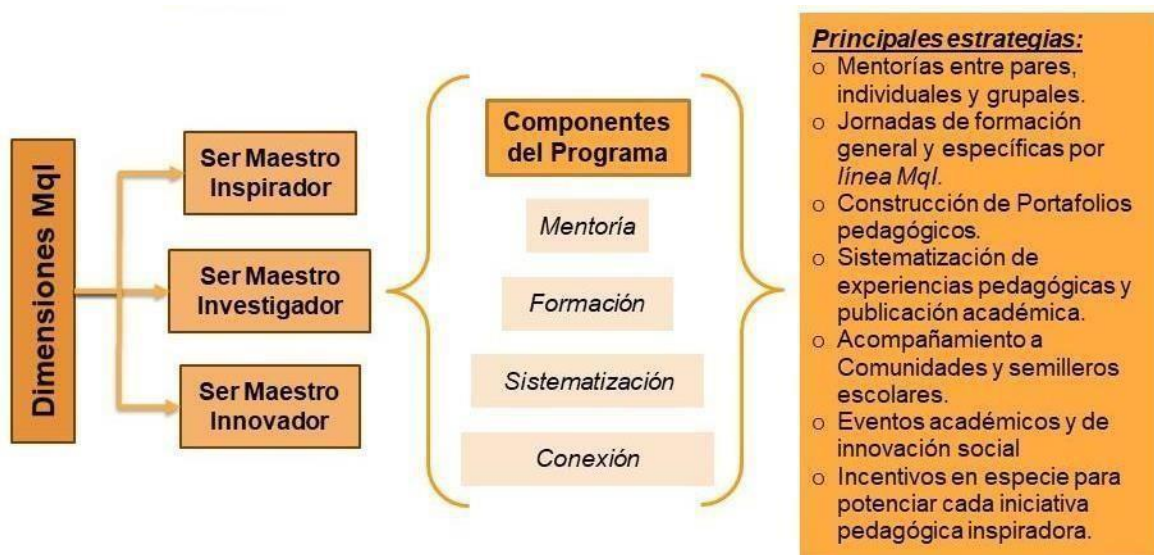 Dimensiones MqI
Ser Maestro
Inspirador
Ser Maestro
Investigador
Ser Maestro
Innovador
Componentes
del Programa
Mentoría
Formación
Sistematización
Conexión
Principales estrategias:
o Mentorías entre pares,
individuales y grupales.
o Jornadas de formación
general y específicas por
línea MqI.
o Construcción de Portafolios
pedagógicos.
o Sistematización de
experiencias pedagógicas y
publicación académica.
o Acompañamiento a
Comunidades y semilleros
escolares.
o Eventos académicos y de
innovación social
o Incentivos en especie para
potenciar cada iniciativa
pedagógica inspiradora.